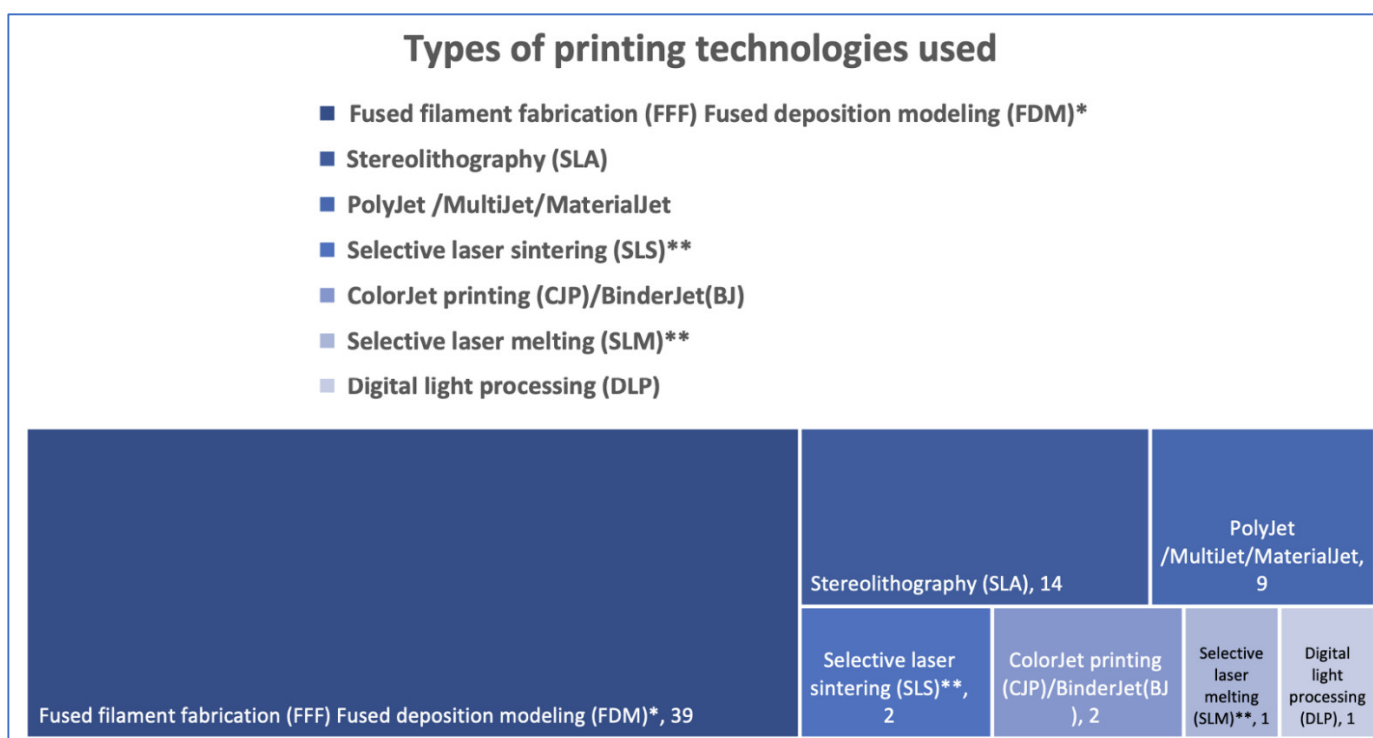 Types of printing technologies used
Fused filament fabrication (FFF) Fused deposition modeling (FDM)*
Stereolithography (SLA)
PolyJet /MultiJet/MaterialJet
Selective laser sintering (SLS)**
ColorJet printing (CJP)/BinderJet(BJ)
Selective laser melting (SLM)**
Digital light processing (DLP)
Fused filament fabrication (FFF) Fused deposition modeling (FDM)*, 39
Stereolithography (SLA), 14
PolyJet
/MultiJet/MaterialJet,
9
Selective laser
sintering (SLS)**,
2
ColorJet printing
(CJP)/BinderJet(BJ
), 2
Selective
laser
melting
(SLM)**, 1
Digital
light
processing
(DLP), 1